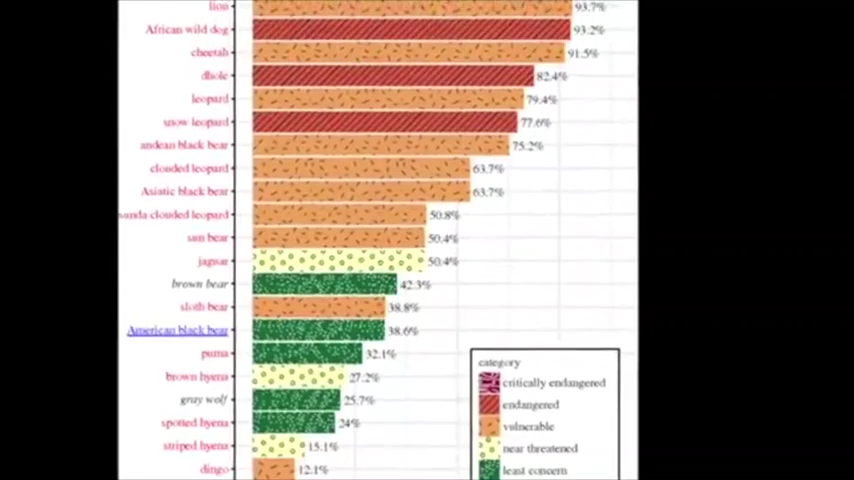 lion 93.7%
African wild dog 93.2%
cheetah 91.5%
dhole 82.4%
leopard 79.4%
snow leopard 77.6%
andean black bear 75.2%
clouded leopard 63.7%
Asiatic black bear 63.7%
sunda clouded leopard 50.8%
sun bear 50.4%
jaguar 50.4%
brown bear 42.3%
sloth bear 38.8%
American black bear 38.6%
puma 32.1%
brown hyena 27.2%
gray wolf 25.7%
spotted hyena 24%
striped hyena 15.1%
dingo 12.1%
category
critically endangered
endangered
vulnerable
near threatened
least concern